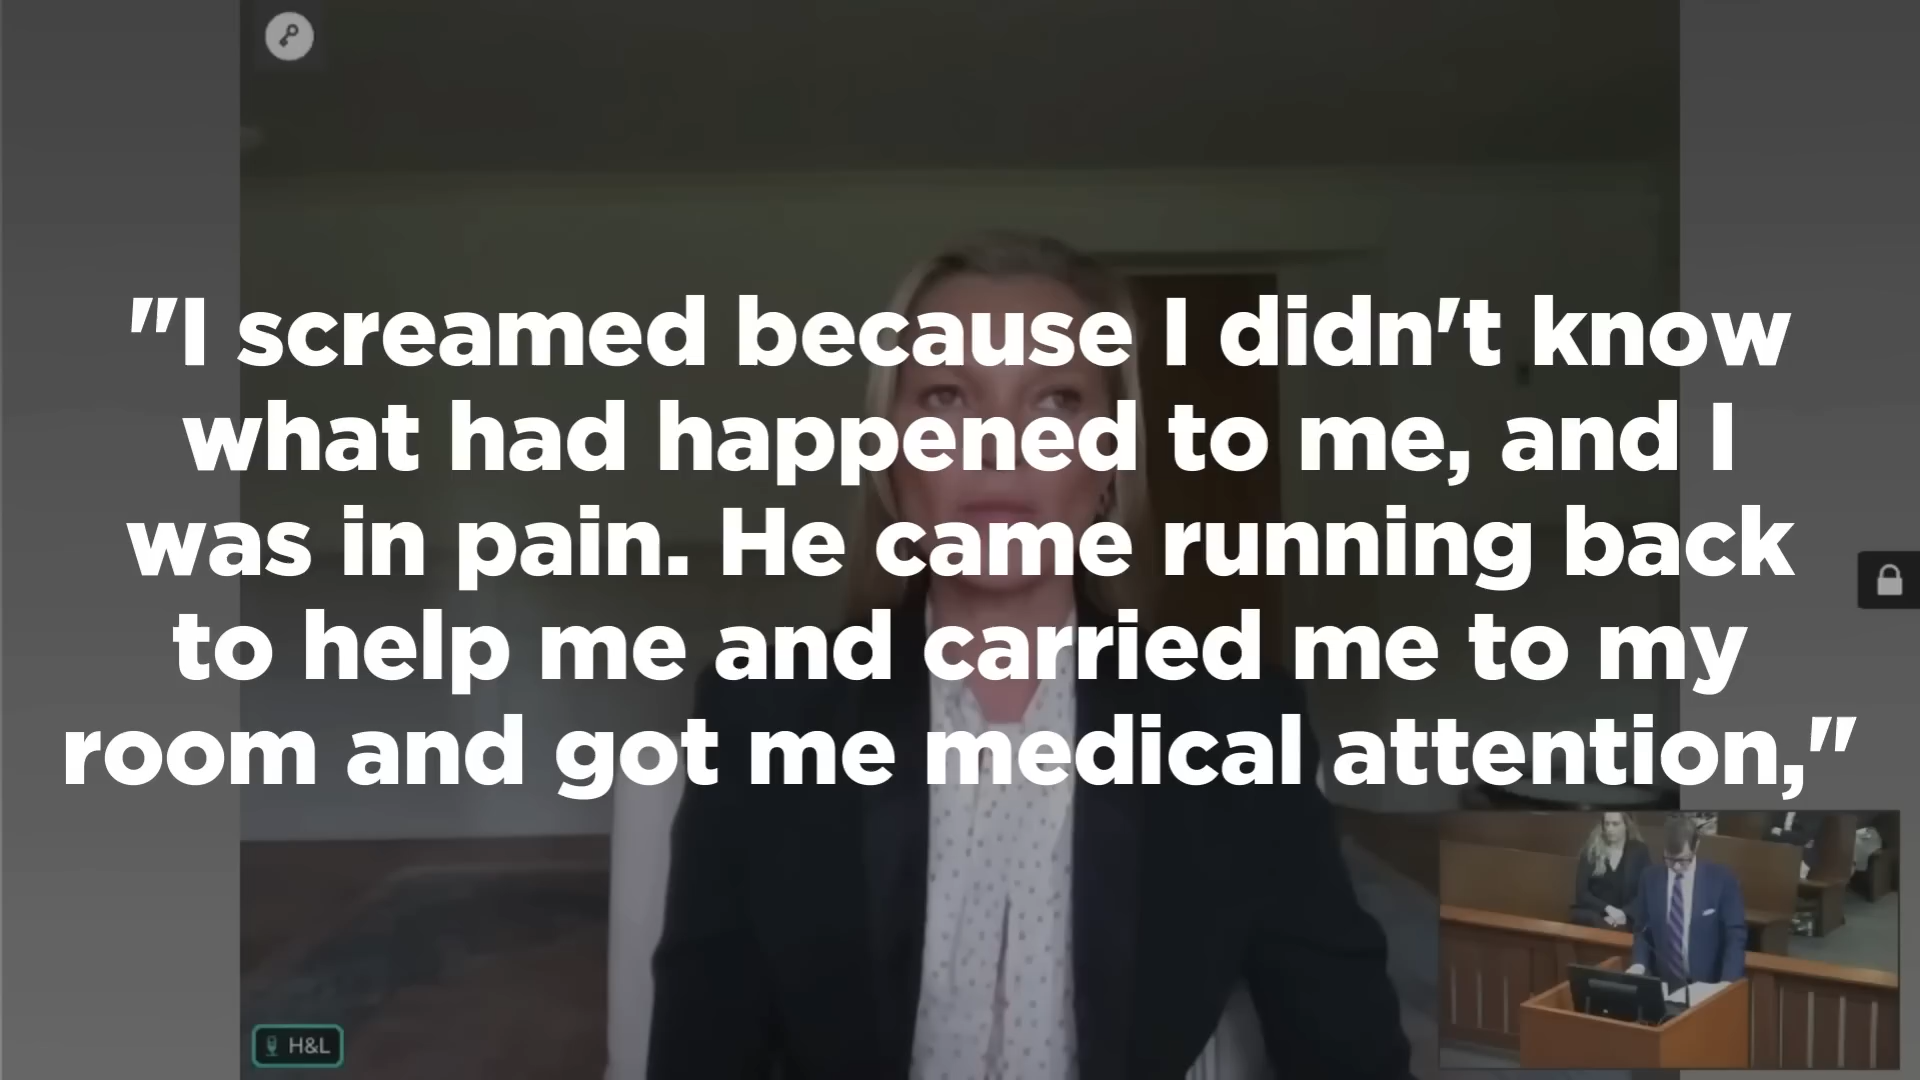 "I screamed because I didn't know
what had happened to me, and I
was in pain. He came running back
to help me and carried me to my
room and got me medical attention,"
H&L